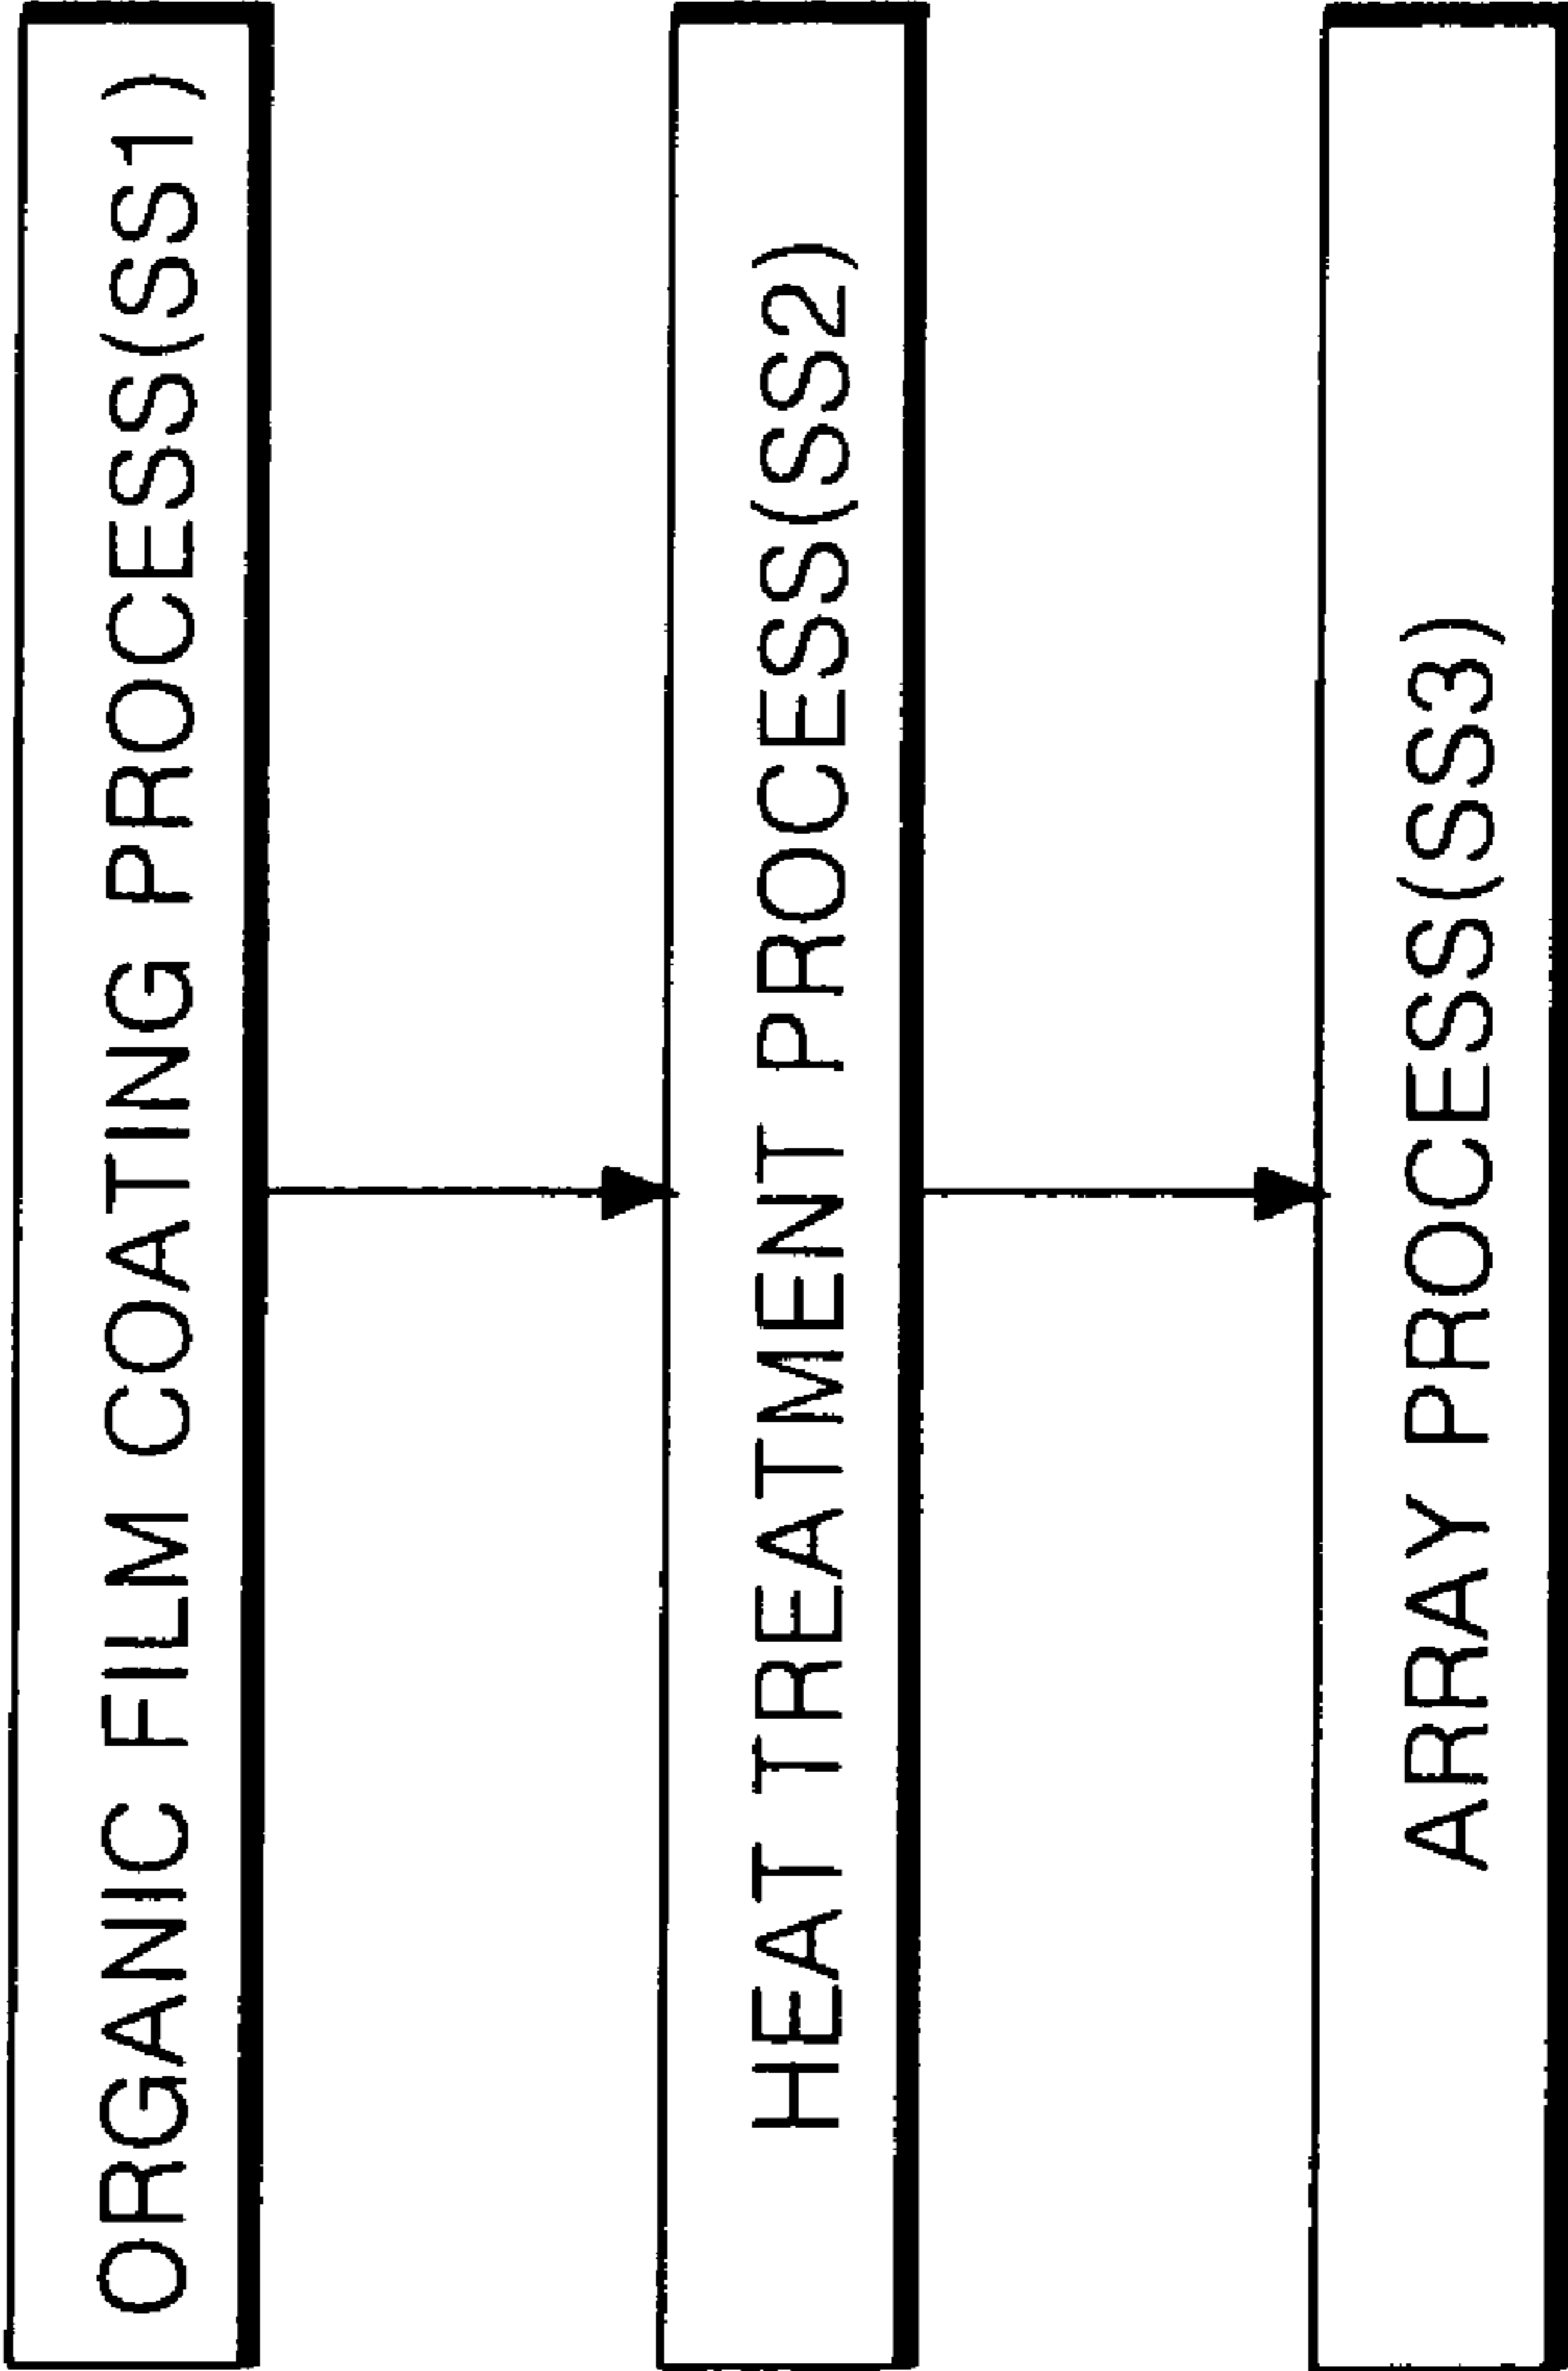 ORGANIC FILM COATING PROCESS(SS1)
HEAT TREATMENT PROCESS(SS2)
ARRAY PROCESS(SS3)